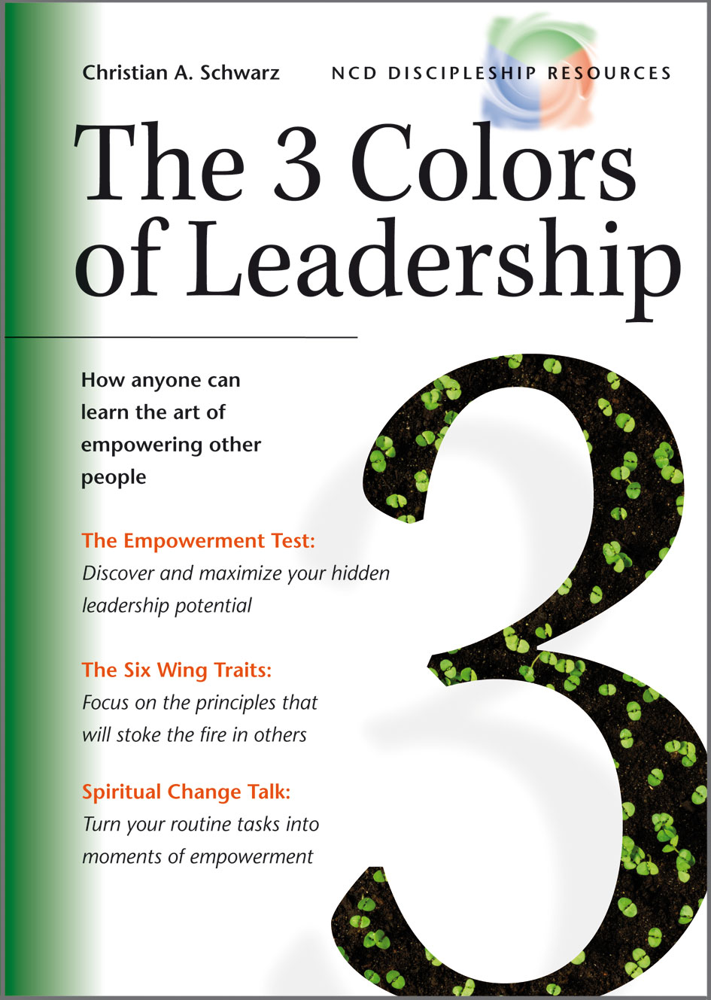 Christian A. Schwarz
NCD DISCIPLESHIP RESOURCES
The 3 Colors
of Leadership
How anyone can
learn the art of
empowering other
people
The Empowerment Test:
Discover and maximize your hidden
leadership potential
The Six Wing Traits:
Focus on the principles that
will stoke the fire in others
Spiritual Change Talk:
Turn your routine tasks into
moments of empowerment
3